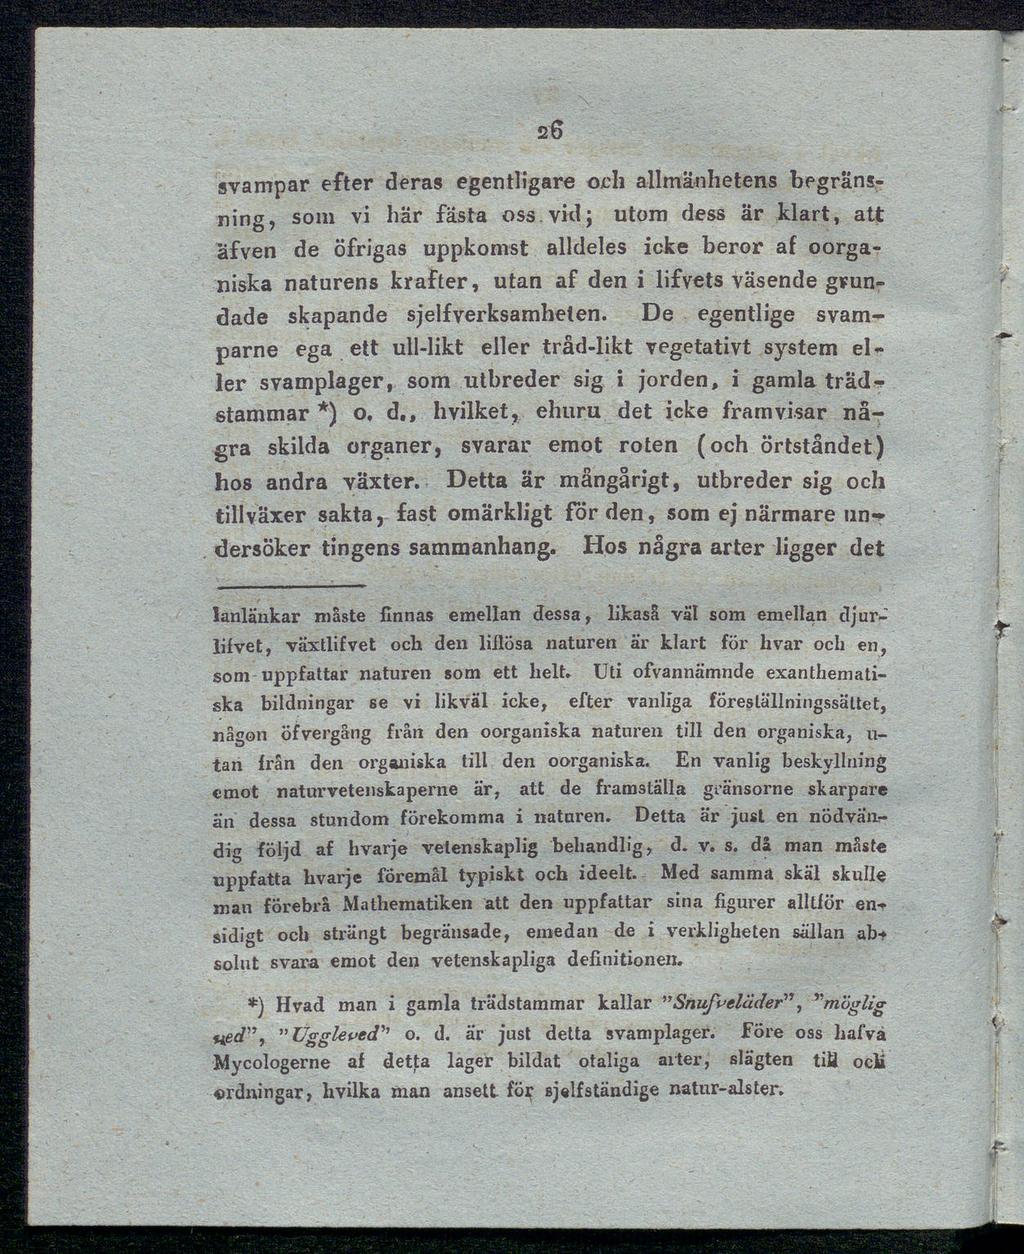 26
svampar efter deras egentligare och allmänhetens begräns-
ning, som vi här fästa oss vid; utom dess är klart, att
äfven de öfrigas uppkomst alldeles icke beror af oorga-
niska naturens krafter, utan af den i lifvets väsende grun-
dade skapande sjelfverksamheten. De egentlige svam-
parne ega ett ull-likt eller tråd-likt vegetativt system el-
ler svamplager, som utbreder sig i jorden, i gamla träd-
stammar *) o. d., hvilket, ehuru det icke framvisar nå-
gra skilda organer, svarar emot roten (och örtståndet)
hos andra växter. Detta är mångårigt, utbreder sig och
tillväxer sakta, fast omärkligt för den, som ej närmare un-
dersöker tingens sammanhang. Hos några arter ligger det
lanlänkar måste finnas emellan dessa, likaså väl som emellan djur-
lifvet, växtlifvet och den liflösa naturen är klart för hvar och en,
som uppfattar naturen som ett helt. Uti ofvannämnde exanthemati-
ska bildningar se vi likväl icke, efter vanliga föreställningssättet,
någon öfvergång från den oorganiska naturen till den organiska, u-
tan från den organiska till den oorganiska. En vanlig beskyllning
emot naturvetenskaperne är, att de framställa gränsorne skarpare
än dessa stundom förekomma i naturen. Detta är just en nödvän-
dig följd af hvarje vetenskaplig behandlig, d. v. s. då man måste
uppfatta hvarje föremål typiskt och ideelt. Med samma skäl skulle
man förebrå Mathematiken att den uppfattar sina figurer alltför en-
sidigt och strängt begränsade, emedan de i verkligheten sällan ab-
solut svara emot den vetenskapliga definitionen.
*) Hvad man i gamla trädstammar kallar "Snufveläder", "möglig
ved", "Uggleved" o. d. är just detta svamplager. Före oss hafva
Mycologerne af detta lager bildat otaliga arter, slägten till och
ordningar, hvilka man ansett för sjelfständige natur-alster.